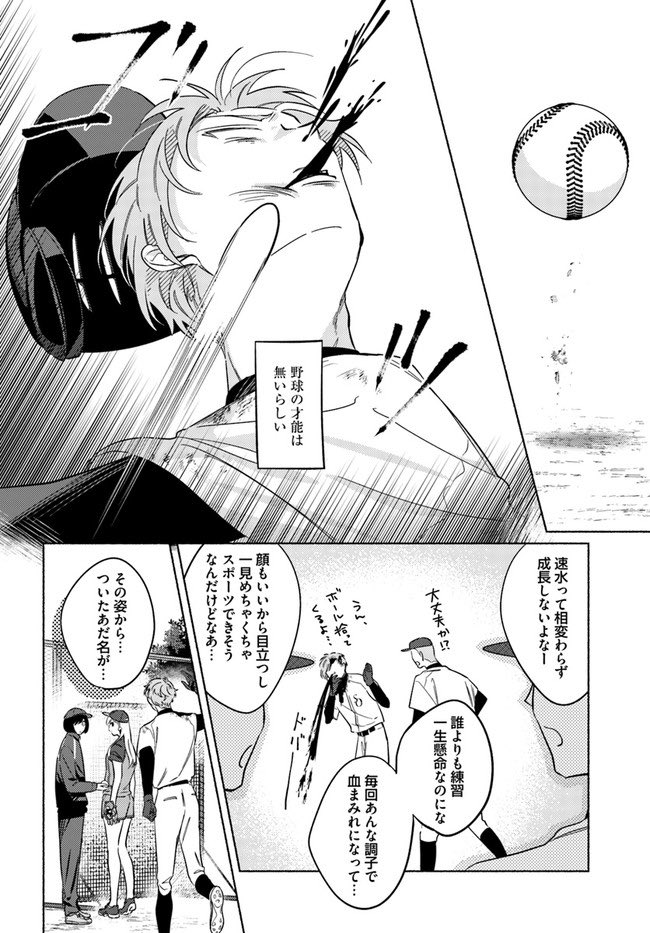 ブッ
野球の才能は
無いらしい
速水って相変わらず
成長しないよなー
大丈夫か!?
うん、
ボール拾って
くるよ…
ドバー
誰よりも練習
一生懸命なのにな
毎回あんな調子で
血まみれになって…
顔もいいから目立つし
一見めちゃくちゃ
スポーツできそう
なんだけどなあ…
その姿から…
ついたあだ名が…